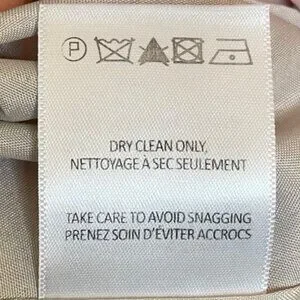 P
DRY CLEAN ONLY,
NETTOYAGE À SEC SEULEMENT
TAKE CARE TO AVOID SNAGGING
PRENEZ SOIN D'ÉVITER ACCROCS